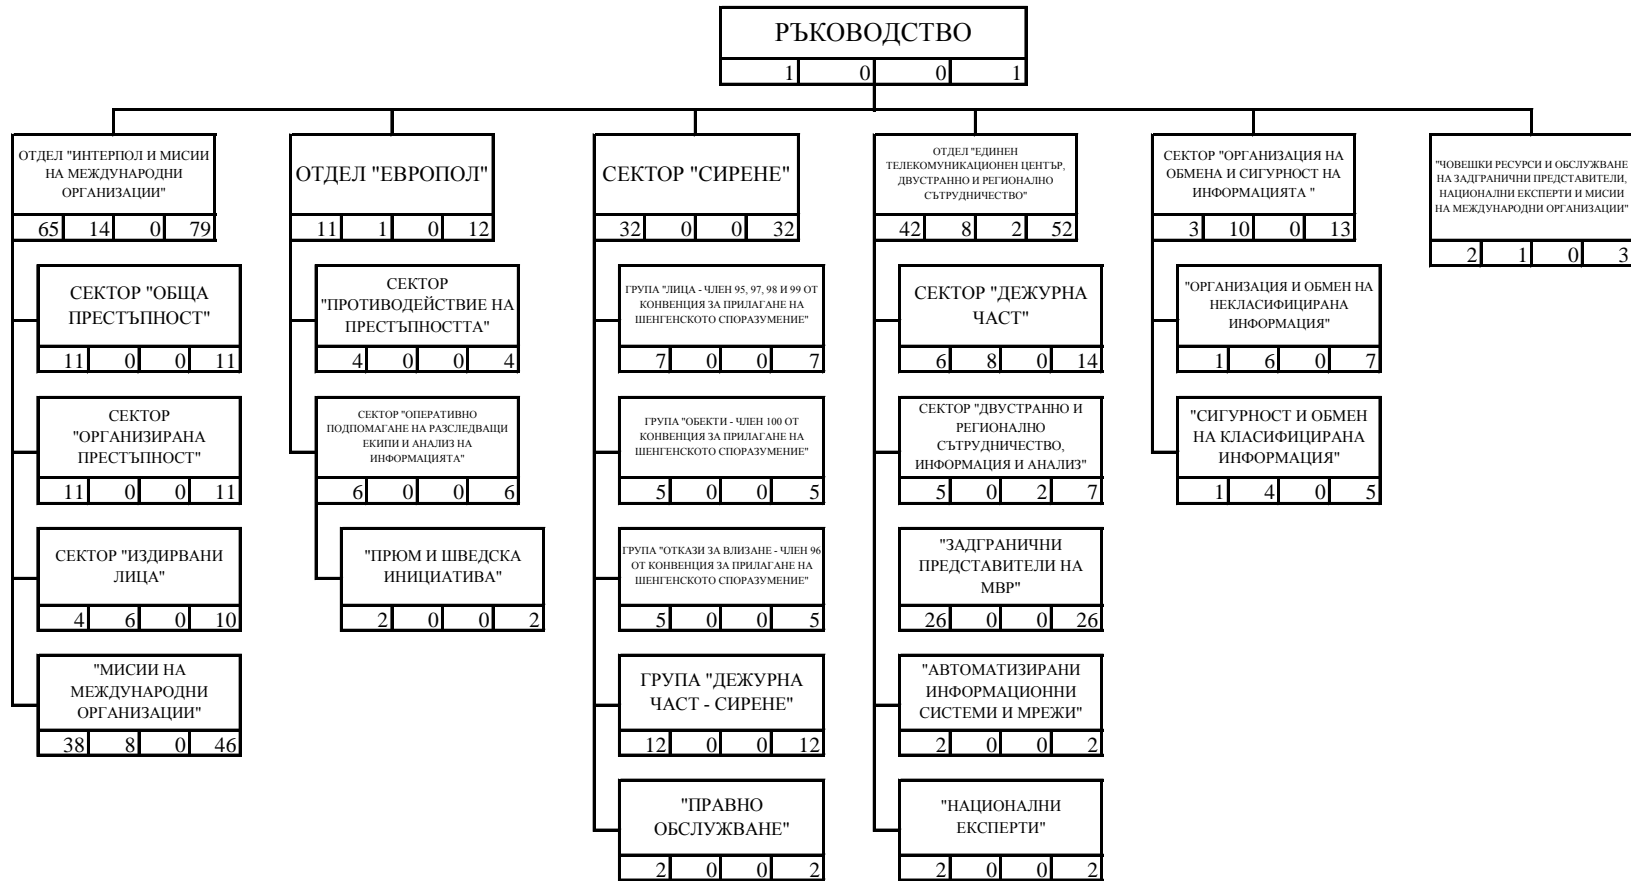 РЪКОВОДСТВО
1 0 0 1
ОТДЕЛ "ИНТЕРПОЛ И МИСИИ
НА МЕЖДУНАРОДНИ
ОРГАНИЗАЦИИ"
65 14 0 79
СЕКТОР "ОБЩА
ПРЕСТЪПНОСТ"
11 0 0 11
СЕКТОР
"ОРГАНИЗИРАНА
ПРЕСТЪПНОСТ"
11 0 0 11
СЕКТОР "ИЗДИРВАНИ
ЛИЦА"
4 6 0 10
"МИСИИ НА
МЕЖДУНАРОДНИ
ОРГАНИЗАЦИИ"
38 8 0 46
ОТДЕЛ "ЕВРОПОЛ"
11 1 0 12
СЕКТОР
"ПРОТИВОДЕЙСТВИЕ НА
ПРЕСТЪПНОСТТА"
4 0 0 4
СЕКТОР "ОПЕРАТИВНО
ПОДПОМАГАНЕ НА РАЗСЛЕДВАЩИ
ЕКИПИ И АНАЛИЗ НА
ИНФОРМАЦИЯТА"
6 0 0 6
"ПРЮМ И ШВЕДСКА
ИНИЦИАТИВА"
2 0 0 2
СЕКТОР "СИРЕНЕ"
32 0 0 32
ГРУПА "ЛИЦА - ЧЛЕН 95, 97, 98 И 99 ОТ
КОНВЕНЦИЯ ЗА ПРИЛАГАНЕ НА
ШЕНГЕНСКОТО СПОРАЗУМЕНИЕ"
7 0 0 7
ГРУПА "ОБЕКТИ - ЧЛЕН 100 ОТ
КОНВЕНЦИЯ ЗА ПРИЛАГАНЕ НА
ШЕНГЕНСКОТО СПОРАЗУМЕНИЕ"
5 0 0 5
ГРУПА "ОТКАЗИ ЗА ВЛИЗАНЕ - ЧЛЕН 96
ОТ КОНВЕНЦИЯ ЗА ПРИЛАГАНЕ НА
ШЕНГЕНСКОТО СПОРАЗУМЕНИЕ"
5 0 0 5
ГРУПА "ДЕЖУРНА
ЧАСТ - СИРЕНЕ"
12 0 0 12
"ПРАВНО
ОБСЛУЖВАНЕ"
2 0 0 2
ОТДЕЛ "ЕДИНЕН
ТЕЛЕКОМУНИКАЦИОНЕН ЦЕНТЪР,
ДВУСТРАННО И РЕГИОНАЛНО
СЪТРУДНИЧЕСТВО"
42 8 2 52
СЕКТОР "ДЕЖУРНА
ЧАСТ"
6 8 0 14
СЕКТОР "ДВУСТРАННО И
РЕГИОНАЛНО
СЪТРУДНИЧЕСТВО,
ИНФОРМАЦИЯ И АНАЛИЗ"
5 0 2 7
"ЗАДГРАНИЧНИ
ПРЕДСТАВИТЕЛИ НА
МВР"
26 0 0 26
"АВТОМАТИЗИРАНИ
ИНФОРМАЦИОННИ
СИСТЕМИ И МРЕЖИ"
2 0 0 2
"НАЦИОНАЛНИ
ЕКСПЕРТИ"
2 0 0 2
СЕКТОР "ОРГАНИЗАЦИЯ НА
ОБМЕНА И СИГУРНОСТ НА
ИНФОРМАЦИЯТА "
3 10 0 13
"ОРГАНИЗАЦИЯ И ОБМЕН НА
НЕКЛАСИФИЦИРАНА
ИНФОРМАЦИЯ"
1 6 0 7
"СИГУРНОСТ И ОБМЕН
НА КЛАСИФИЦИРАНА
ИНФОРМАЦИЯ"
1 4 0 5
"ЧОВЕШКИ РЕСУРСИ И ОБСЛУЖВАНЕ
НА ЗАДГРАНИЧНИ ПРЕДСТАВИТЕЛИ,
НАЦИОНАЛНИ ЕКСПЕРТИ И МИСИИ
НА МЕЖДУНАРОДНИ ОРГАНИЗАЦИИ"
2 1 0 3